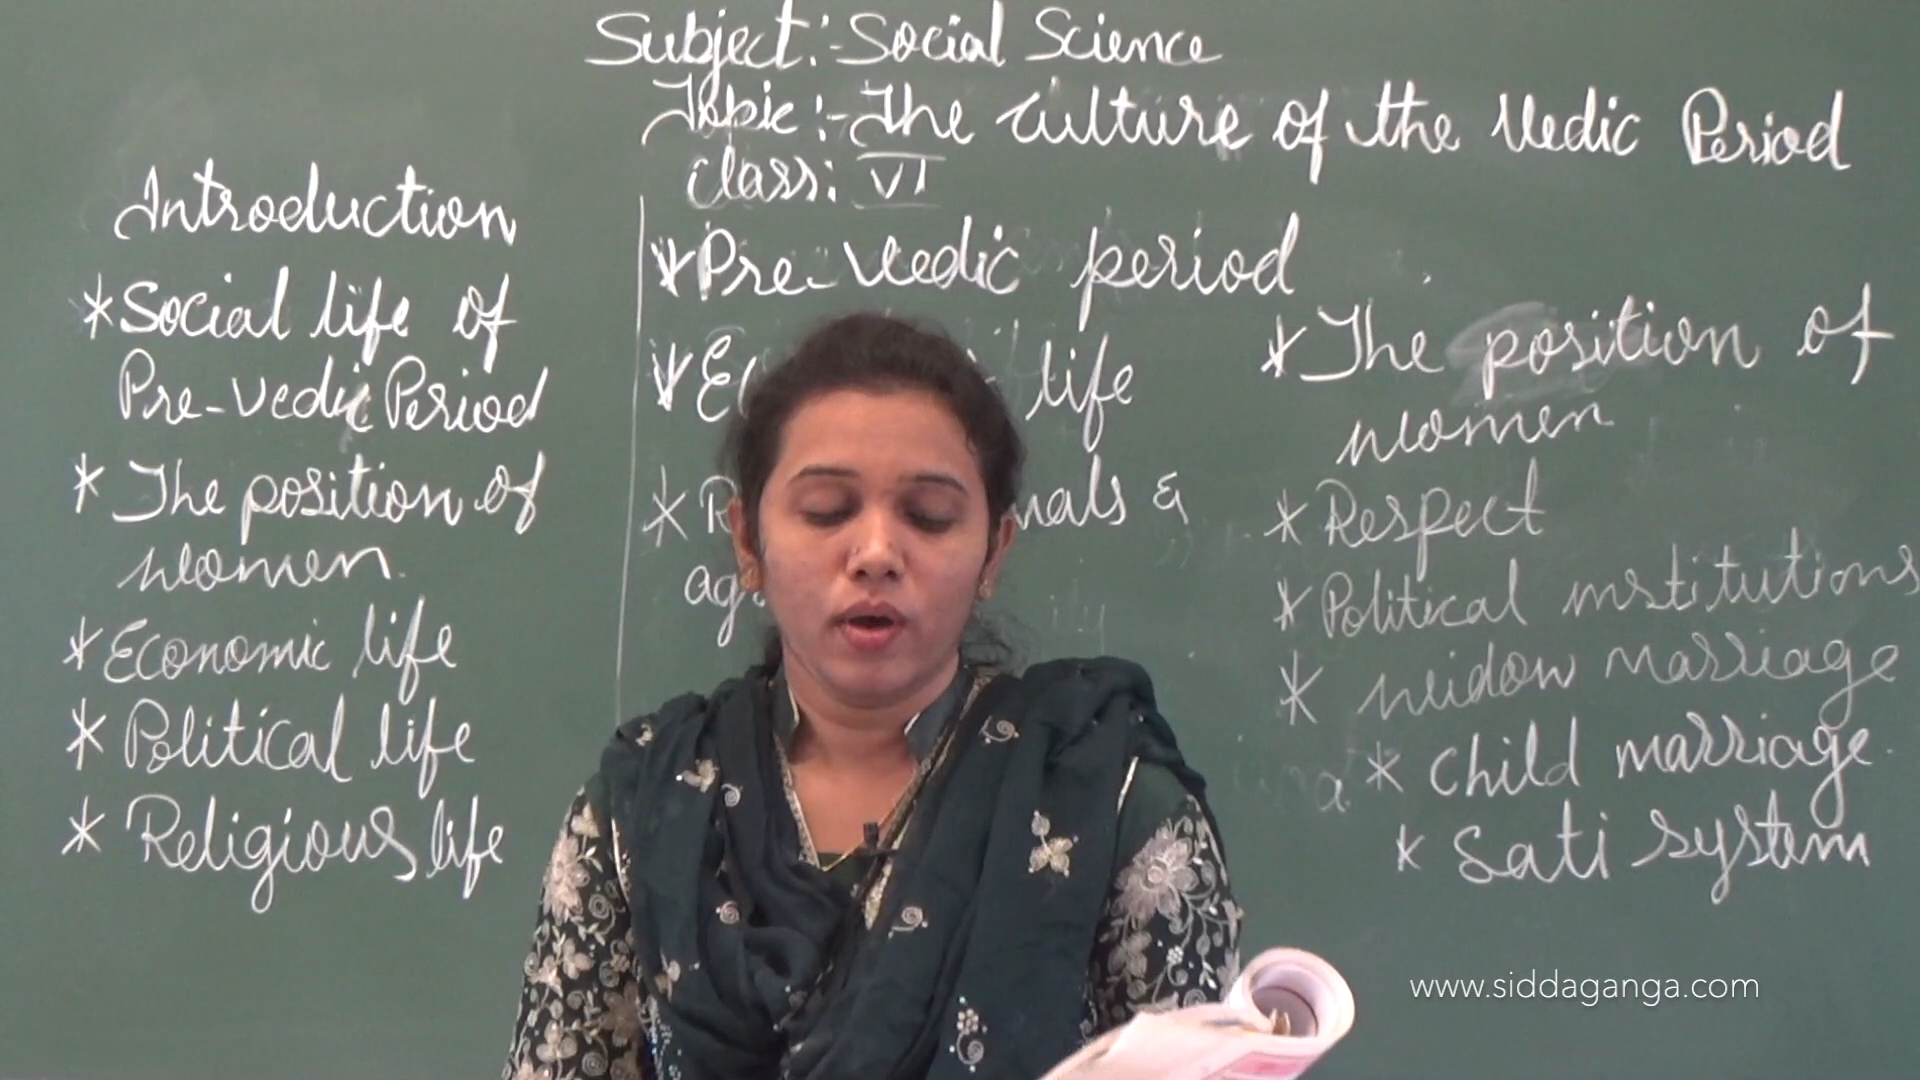 Subject:- Social Science
Topic:- The culture of the Vedic Period
class: VI
Introduction
* Social life of
Pre-Vedic Period
* The position of
women.
* Economic life
* Political life
* Religious life
* Pre-Vedic period
life
&
* The position of
women
* Respect
* Political institutions
* widow marriage
* Child marriage.
* Sati system
www.siddaganga.com